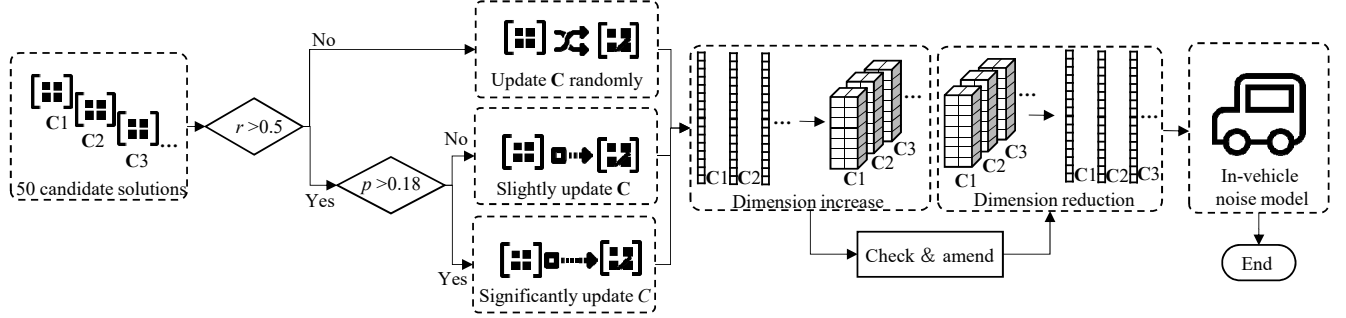 C1
C2
C3
...
50 candidate solutions
r >0.5
No
Yes
p >0.18
No
Yes
Update C randomly
Slightly update C
Significantly update C
C1 C2
...
...
C1
C2
C3
Dimension increase
Check & amend
...
C1
C2
C3
...
C1 C2 C3
Dimension reduction
In-vehicle
noise model
End